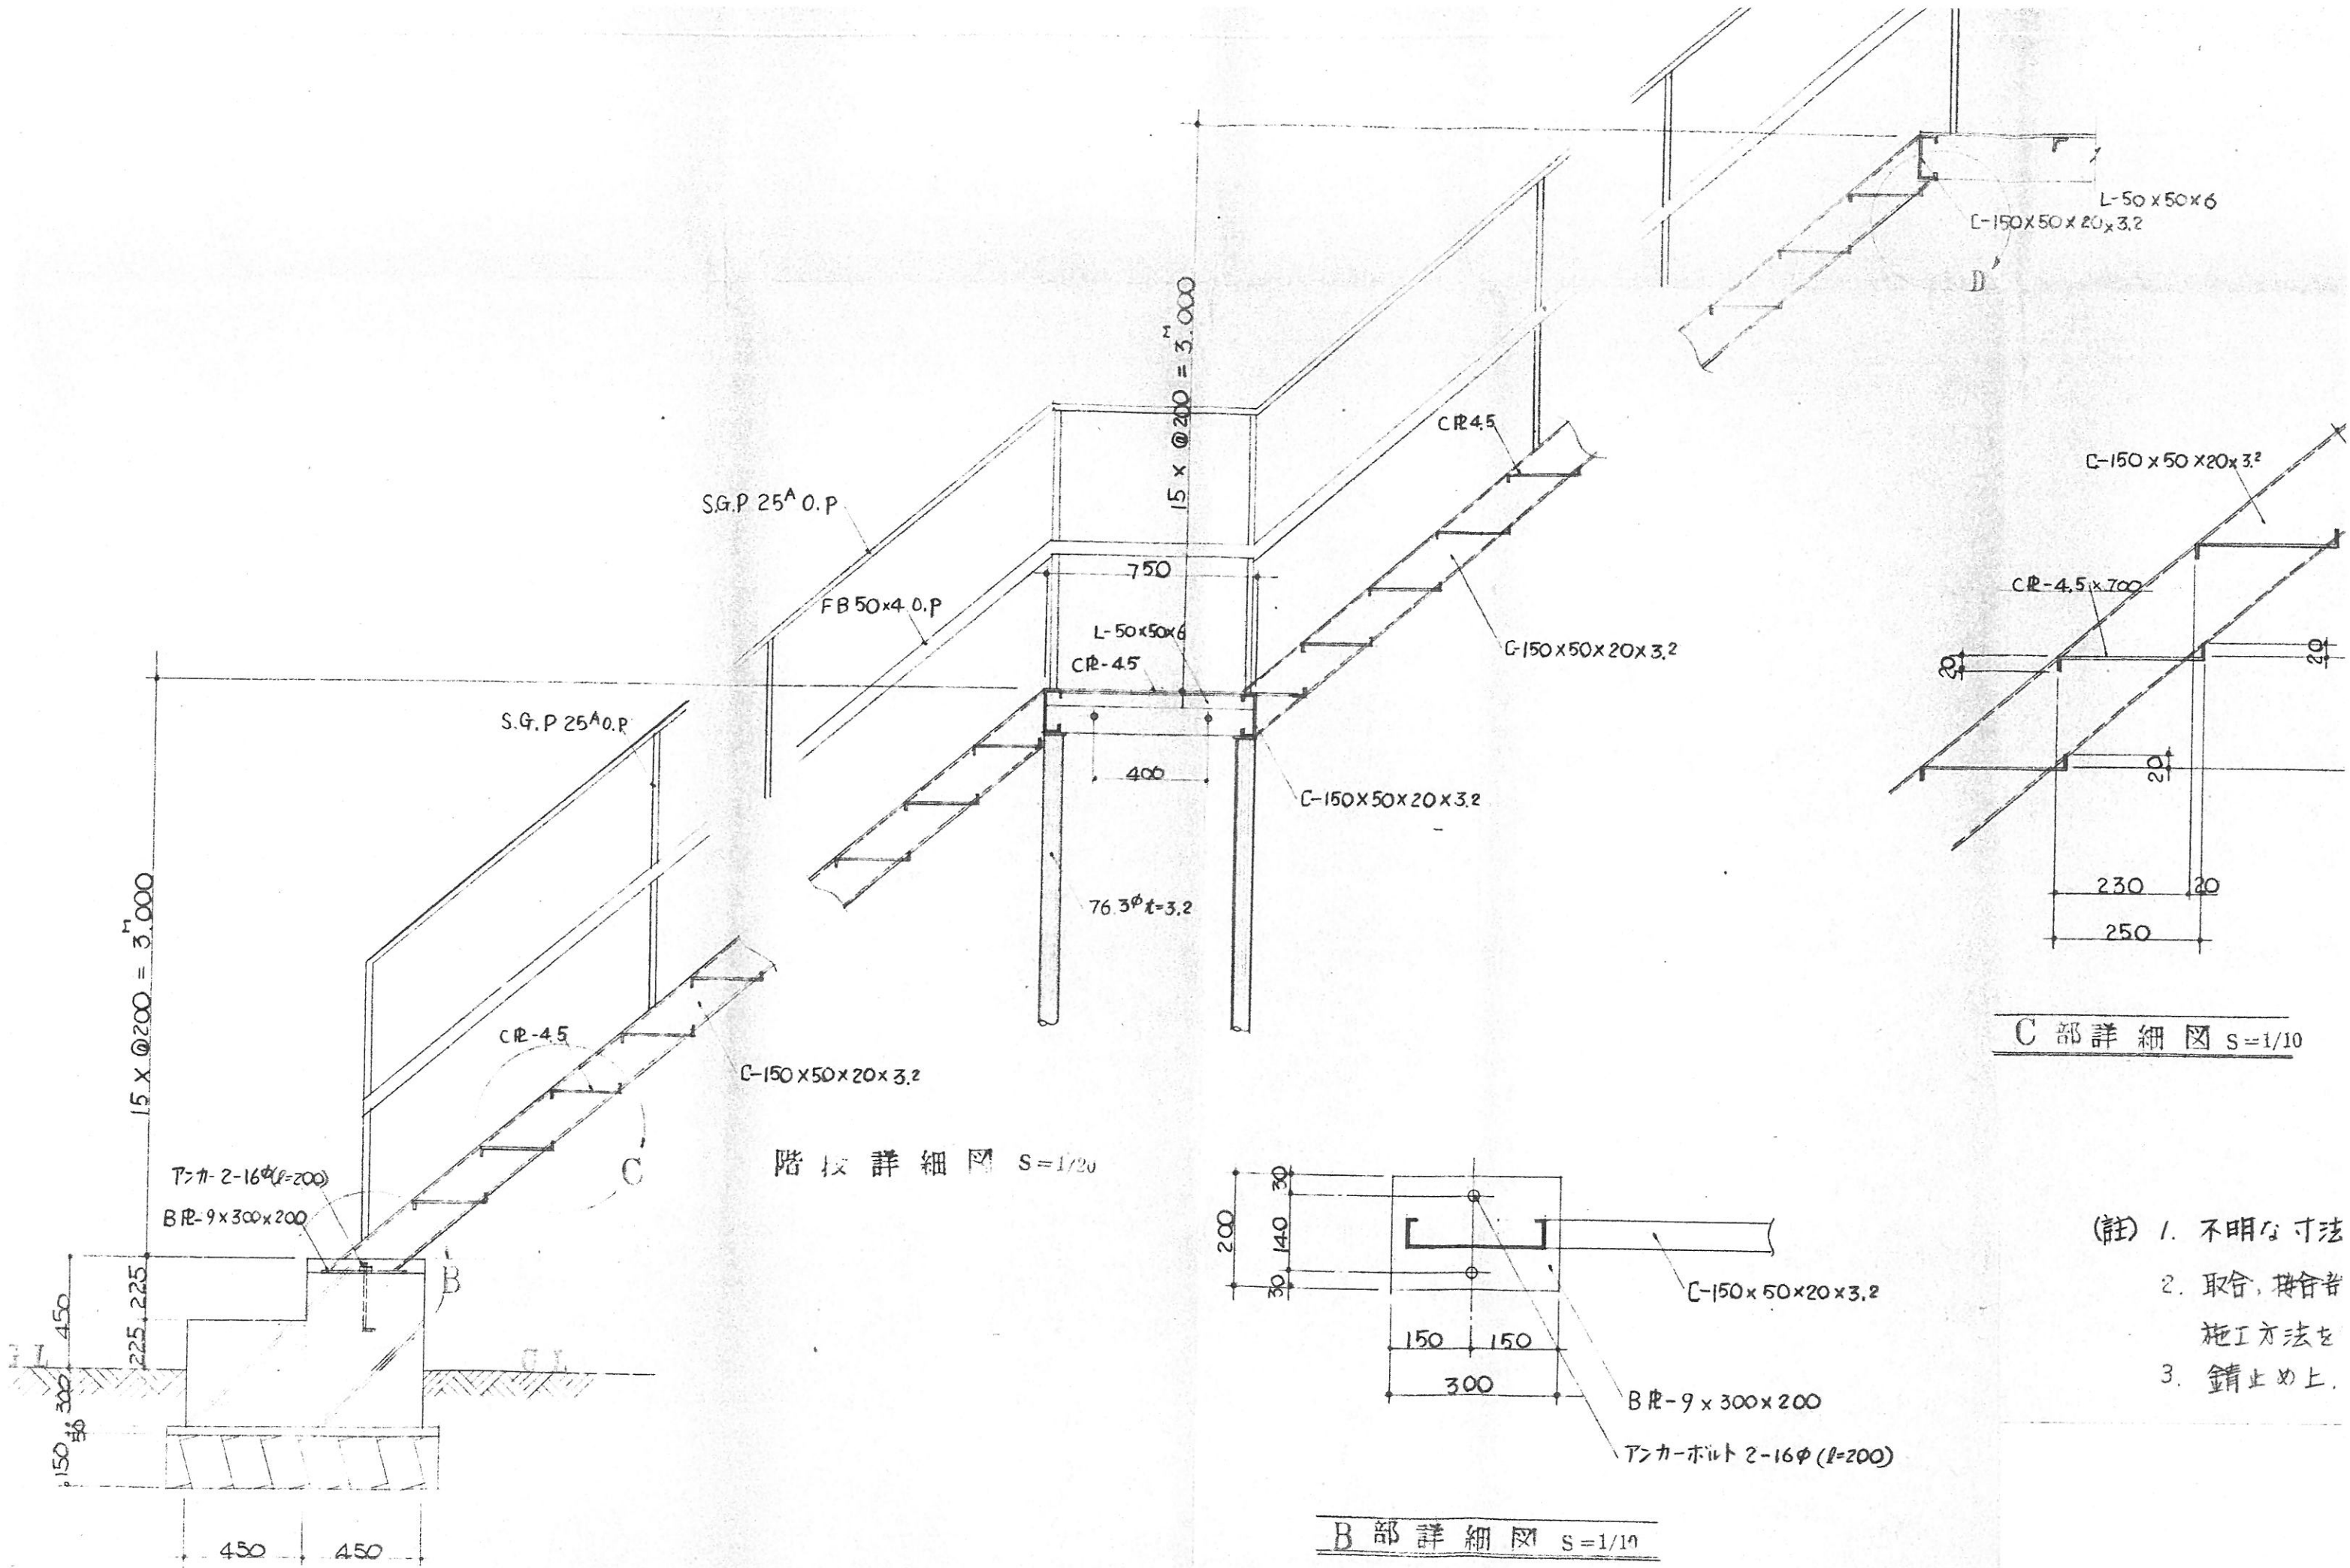 L-50×50×6
C-150×50×20×3.2
D
15 × @200 = 3.000
M
C PL4.5
C-150×50×20×3.2
S.G.P 25A O.P
750
C PL-4.5×700
FB 50×4 O.P
L-50×50×6
C PL-4.5
C-150×50×20×3.2
20
20
S.G.P 25A O.P
400
20
C-150×50×20×3.2
15 × @200 = 3.000
M
76.3φ t=3.2
230
20
250
C PL-4.5
C 部 詳 細 図 S=1/10
C-150×50×20×3.2
C
階 段 詳 細 図 S=1/20
アンカー 2-16φ(l=200)
B PL-9×300×200
B
225
225
450
300
50
150
G L
G L
450
450
30
140
30
200
C-150×50×20×3.2
150
150
300
B PL-9×300×200
アンカーボルト 2-16φ (l=200)
B 部 詳 細 図 S=1/10
(註) 1. 不明な寸法
2. 取合,
施工方法を
3. 錆止め上.